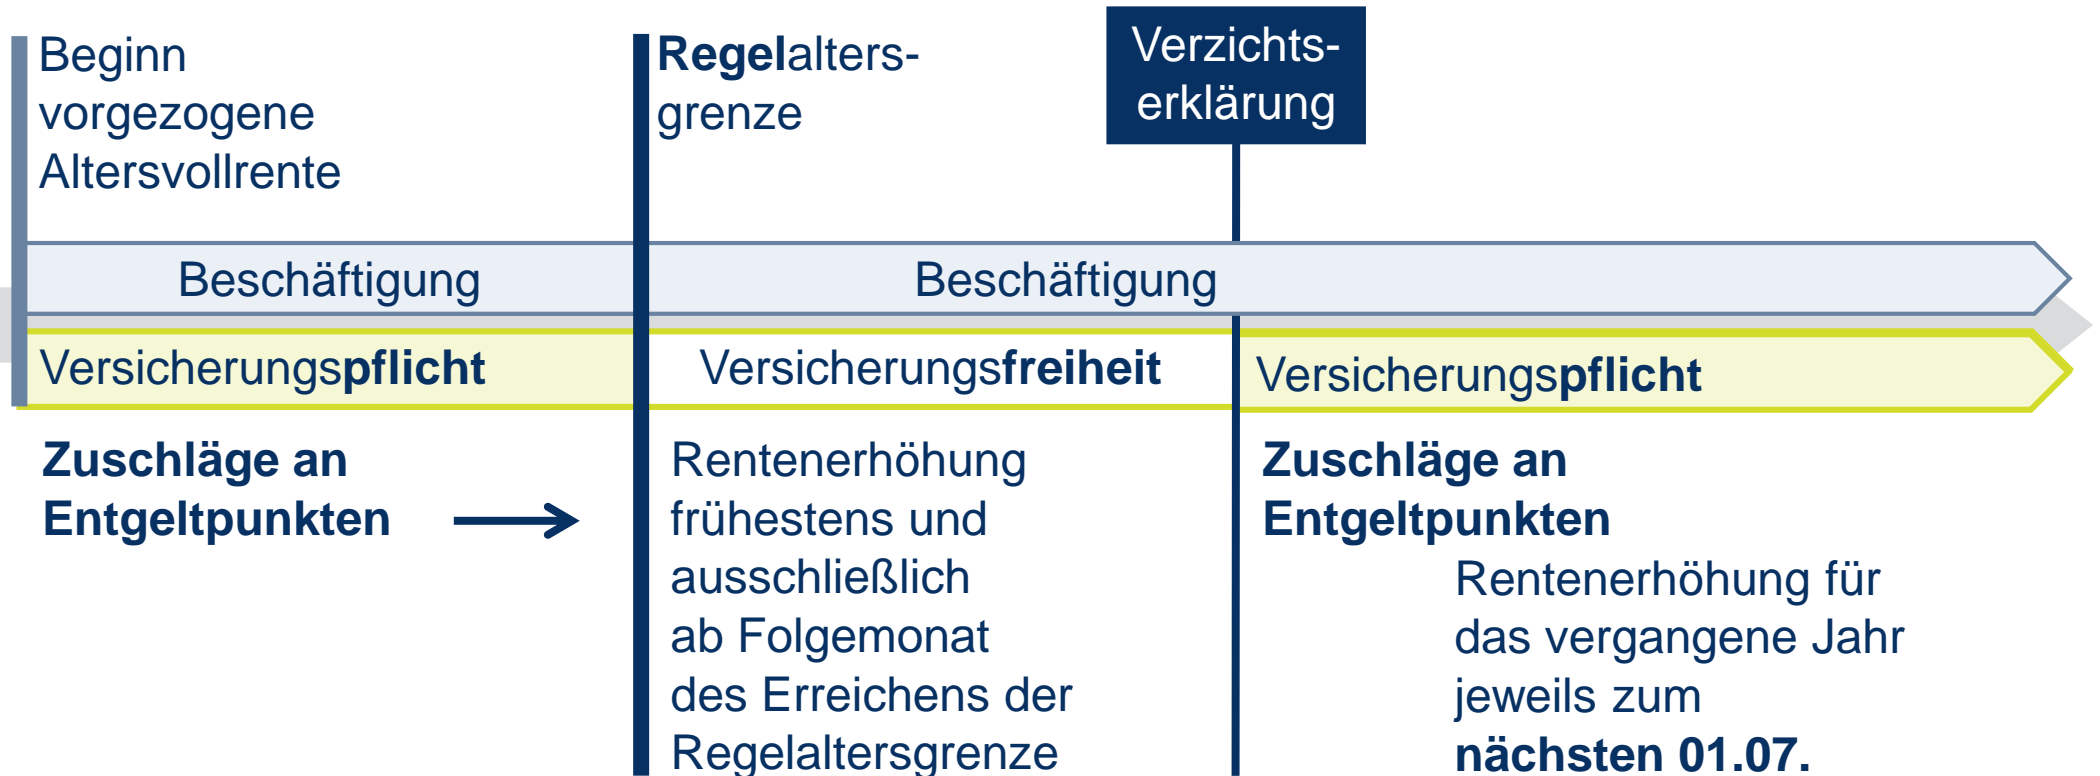 Beginn
vorgezogene
Altersvollrente
Regelalters-
grenze
Verzichts-
erklärung
Beschäftigung
Beschäftigung
Versicherungspflicht
Versicherungsfreiheit
Versicherungspflicht
Zuschläge an
Entgeltpunkten
Rentenerhöhung
frühestens und
ausschließlich
ab Folgemonat
des Erreichens der
Regelaltersgrenze
Zuschläge an
Entgeltpunkten
Rentenerhöhung für
das vergangene Jahr
jeweils zum
nächsten 01.07.